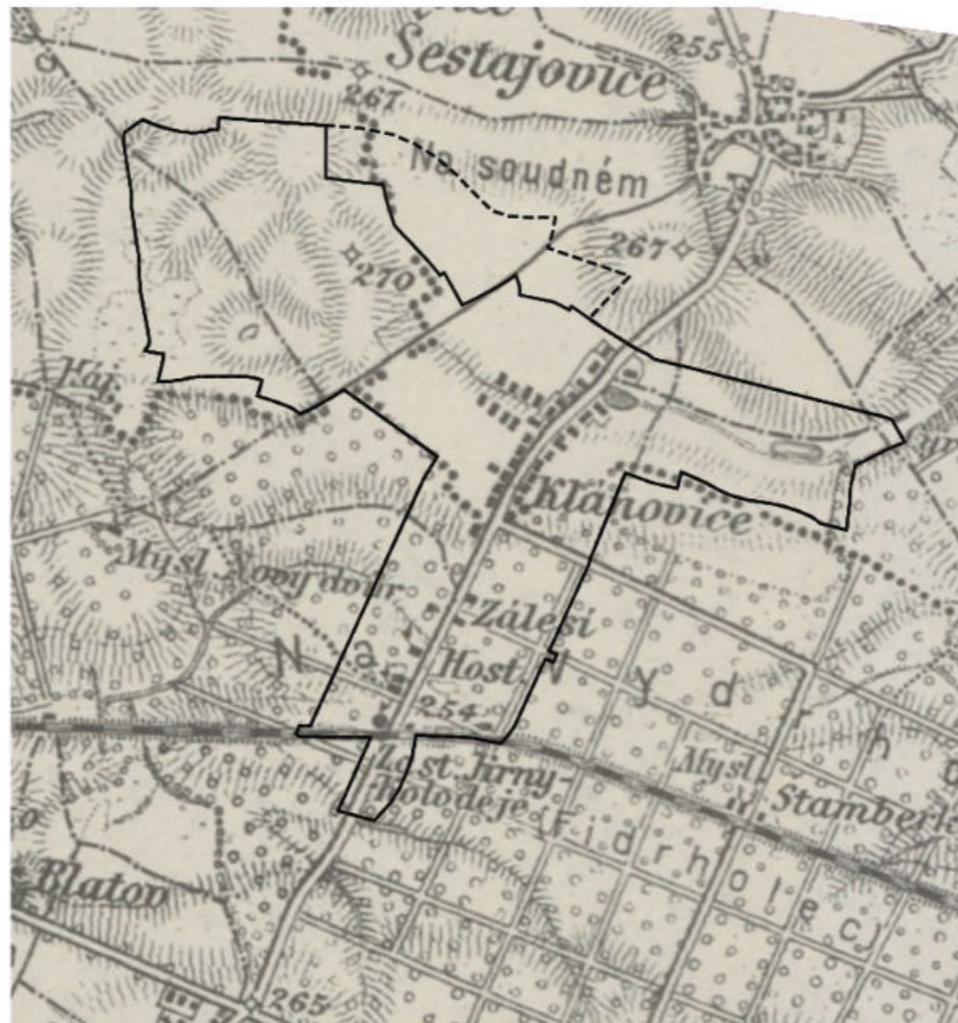 Šestajovice
255
267
Na soudném
267
270
Háj.
Klánovice
Mysl. Nový dvůr
Zálesí
Host.
N a
V y d r h
254
Zast. Jirny-
Koloděje
Mysl.
Stamberk
(Fidrholec)
Blatov
265